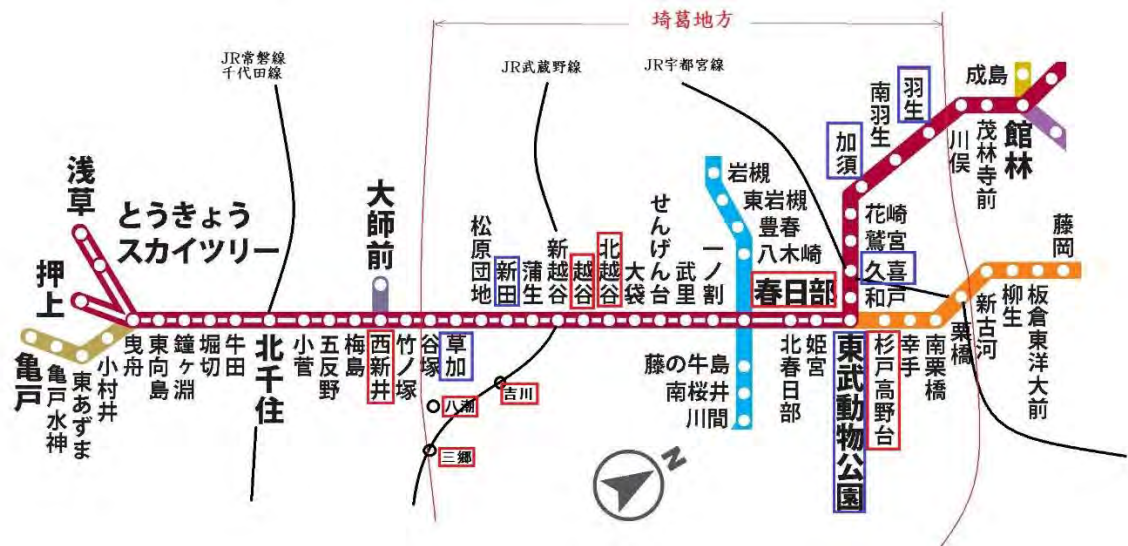 埼葛地方
JR常磐線
千代田線
JR武蔵野線
JR宇都宮線
浅草
押上
とうきょう
スカイツリー
亀戸
亀戸水神
東あずま
小村井
曳舟
東向島
鐘ヶ淵
堀切
牛田
北千住
小菅
五反野
梅島
大師前
西新井
竹ノ塚
谷塚
草加
松原団地
新田
蒲生
新越谷
越谷
北越谷
大袋
せんげん台
武里
一ノ割
春日部
岩槻
東岩槻
豊春
八木崎
藤の牛島
南桜井
川間
北春日部
姫宮
東武動物公園
和戸
久喜
鷲宮
花崎
加須
南羽生
羽生
川俣
茂林寺前
館林
成島
杉戸高野台
幸手
南栗橋
栗橋
新古河
柳生
板倉東洋大前
藤岡
八潮
三郷
吉川
N